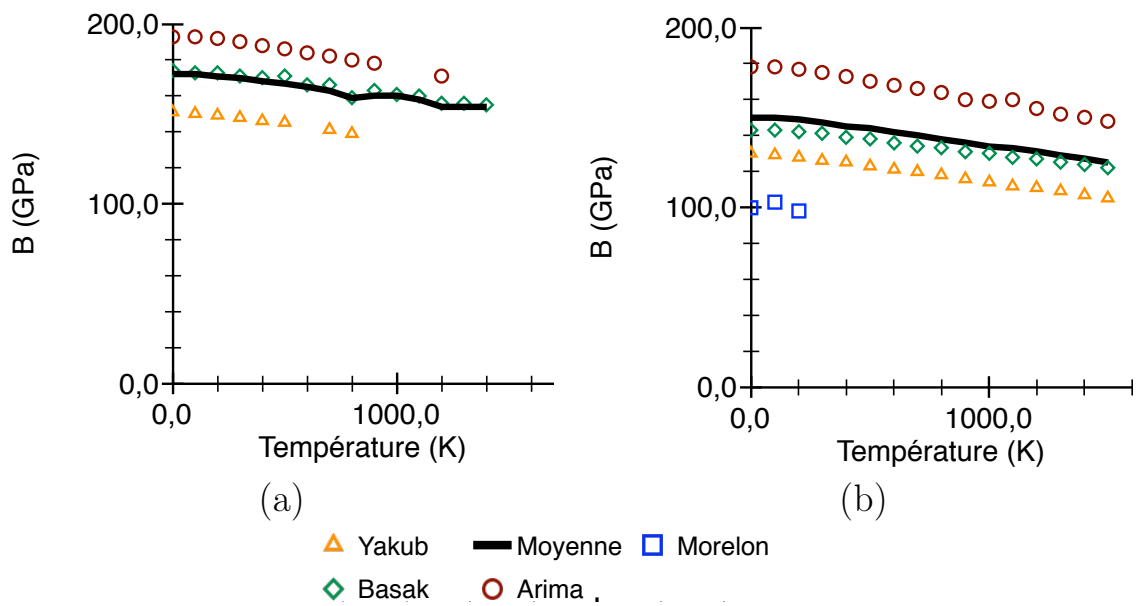 200,0
100,0
0,0
B (GPa)
0,0 1000,0
Température (K)
(a)
200,0
100,0
0,0
B (GPa)
0,0 1000,0
Température (K)
(b)
Yakub Moyenne Morelon
Basak Arima